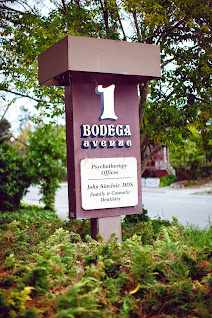 1
BODEGA
avenue
Psychotherapy
Offices
John Sinclair, DDS
Family & Cosmetic
Dentistry